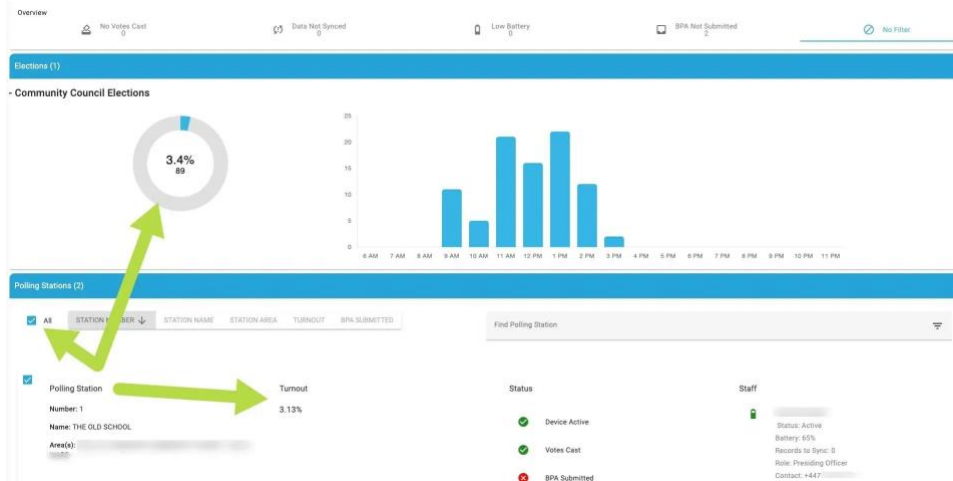 Overview
No Votes Cast
0
Data Not Synced
0
Low Battery
0
BPA Not Submitted
2
No Filter
Elections (1)
- Community Council Elections
3.4%
89
25
20
15
10
5
0
6 AM 7 AM 8 AM 9 AM 10 AM 11 AM 12 PM 1 PM 2 PM 3 PM 4 PM 5 PM 6 PM 7 PM 8 PM 9 PM 10 PM 11 PM
Polling Stations (2)
All STATION NUMBER STATION NAME STATION AREA TURNOUT BPA SUBMITTED
Find Polling Station
Polling Station Turnout Status Staff
Number: 1 3.13%
Name: THE OLD SCHOOL
Area(s):
Device Active
Votes Cast
BPA Submitted
Status: Active
Battery: 65%
Records to Sync: 0
Role: Presiding Officer
Contact: +447